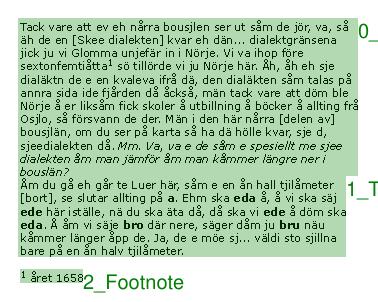 Tack vare att ev eh nårra bousjlen ser ut såm de jör, va, så
äh de en [Skee dialekten] kvar eh dän... dialektgränsena
jick ju vi Glomma unjefär in i Nörje. Vi va ihop före
sextonfemtiåtta¹ sö tillörde vi ju Nörje här. Åh, åh eh sje
dialäktn de e en kvaleva ifrå dä, den dialäkten såm talas på
annra sida ide fjården då åckså, män tack vare att döm ble
Nörje å er liksåm fick skoler å utbillning å böcker å allting frå
Osjlo, så försvann de der. Män i den här nårra [delen av]
bousjlän, om du ser på karta så ha dä hölle kvar, sje d,
sjeedialekten då. Mm. Va, va e de såm e spesiellt me sjee
dialekten åm man jämför åm man kåmmer längre ner i
bouslän?
Åm du gå eh går te Luer här, såm e en ån hall tjilåmeter
[bort], se slutar allting på a. Ehm ska eda å, å vi ska säj
ede här iställe, nä du ska äta då, då ska vi ede å döm ska
eda. Å åm vi säje bro där nere, säger dåm ju bru näu
kåmmer länger åpp de. Ja, de e möe sj... väldi sto sjillna
bare på en ån halv tjilåmeter.
¹ året 1658
0_
1_T
2_Footnote